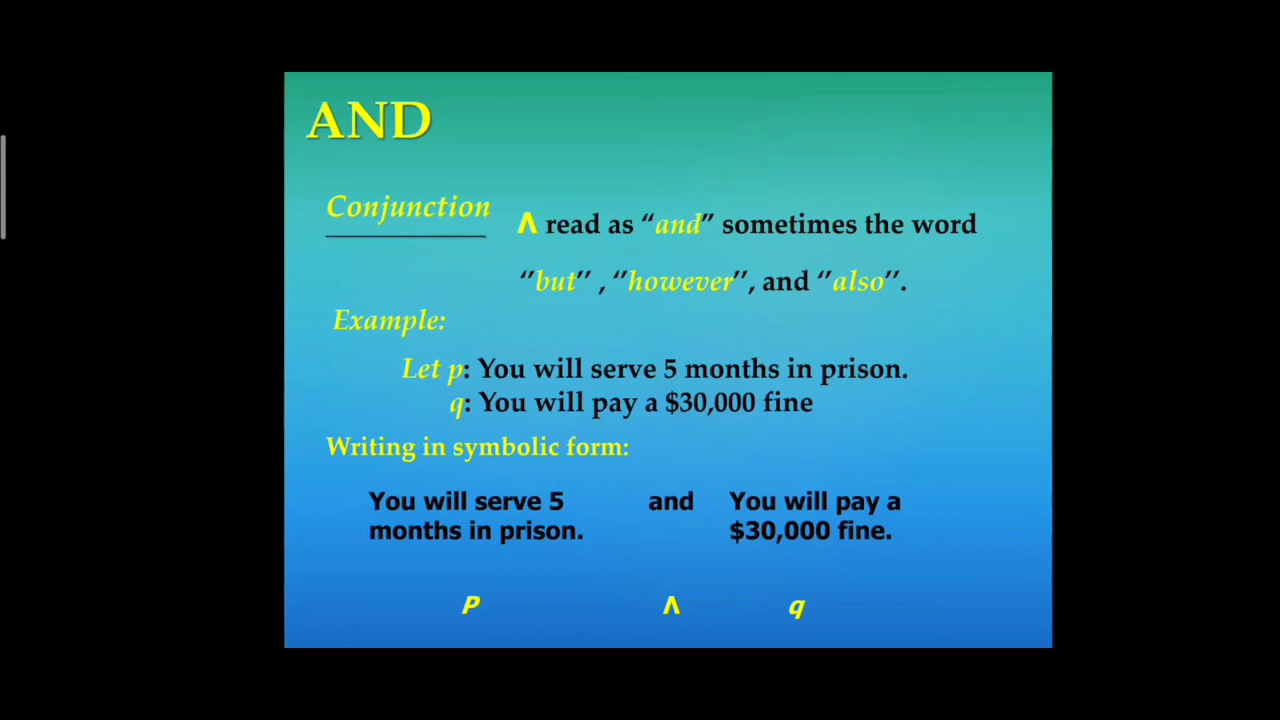 AND
Conjunction
Λ read as “and” sometimes the word
‘’but’’ , ‘’however’’, and ‘’also’’.
Example:
Let p: You will serve 5 months in prison.
q: You will pay a $30,000 fine
Writing in symbolic form:
You will serve 5 and You will pay a
months in prison. $30,000 fine.
P Λ q